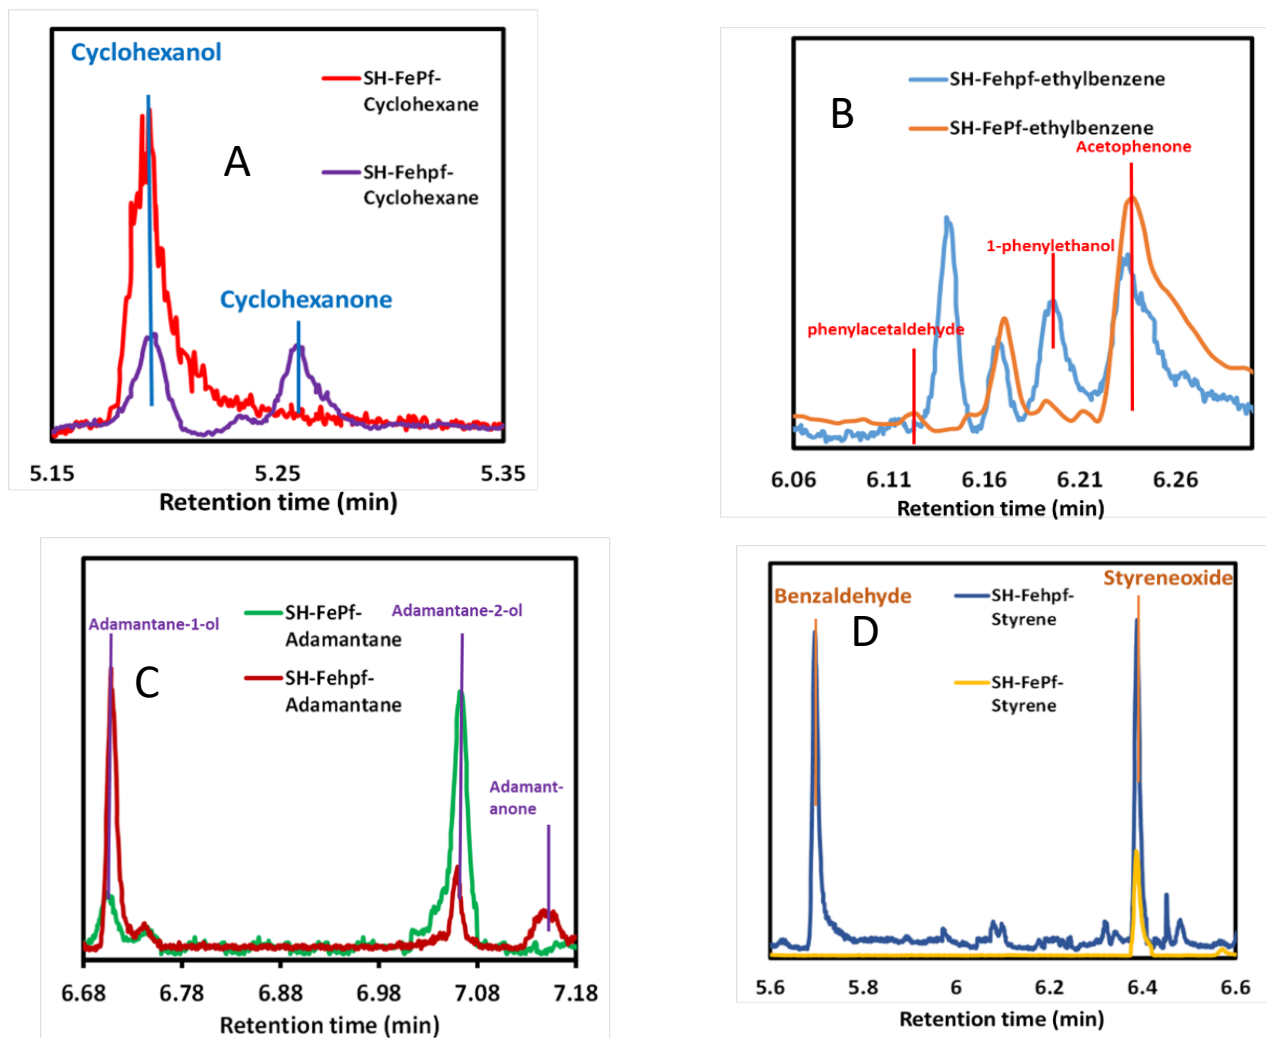 Cyclohexanol
SH-FePf-
Cyclohexane
A
SH-Fehpf-
Cyclohexane
Cyclohexanone
5.15
5.25
5.35
Retention time (min)
SH-Fehpf-ethylbenzene
B
SH-FePf-ethylbenzene
Acetophenone
1-phenylethanol
phenylacetaldehyde
6.06
6.11
6.16
6.21
6.26
Retention time (min)
Adamantane-1-ol
SH-FePf-
Adamantane
Adamantane-2-ol
C
SH-Fehpf-
Adamantane
Adamant-
anone
6.68
6.78
6.88
6.98
7.08
7.18
Retention time (min)
Styreneoxide
Benzaldehyde
SH-Fehpf-
Styrene
D
SH-FePf-
Styrene
5.6
5.8
6
6.2
6.4
6.6
Retention time (min)